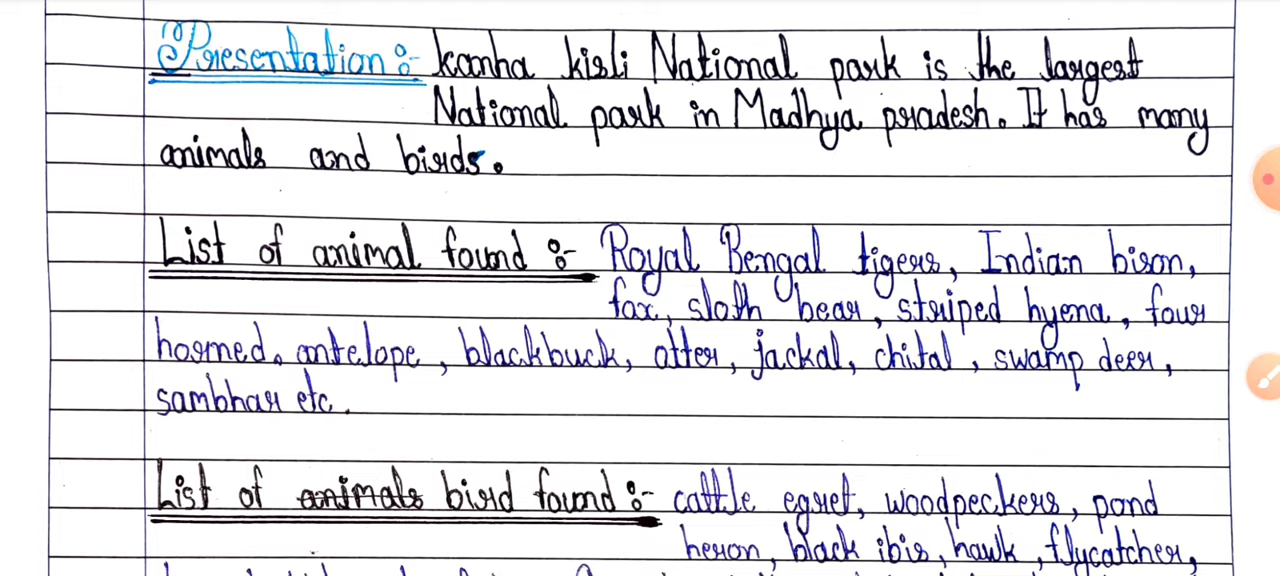 Presentation :- kanha kisli National park is the largest
National park in Madhya pradesh. It has many
animals and birds.
List of animal found :- Royal Bengal tigers, Indian bison,
fox, sloth bear, striped hyena, four
horned. antelope, blackbuck, otter, jackal, chital, swamp deer,
sambhar etc.
List of animals bird found :- cattle egret, woodpeckers, pond
heron, black ibis, hawk, flycatcher,